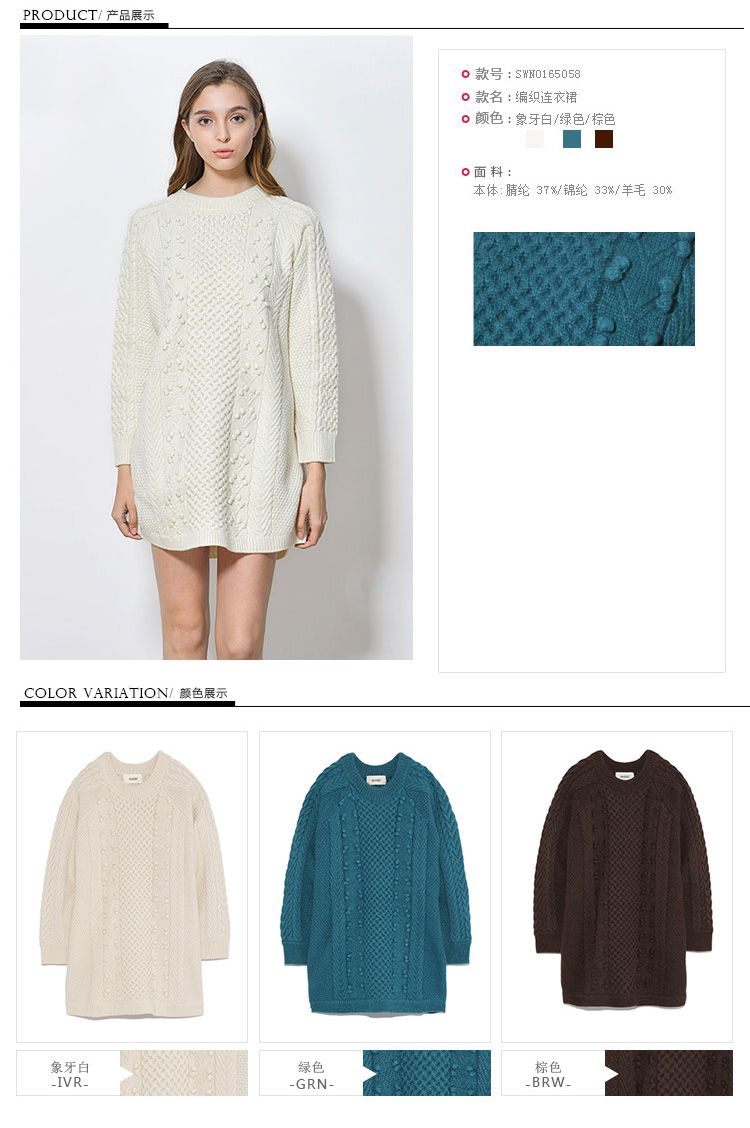 PRODUCT/ 产品展示
款号：SWN0165058
款名：编织连衣裙
颜色：象牙白/绿色/棕色
面 料：
本体:腈纶 37%/锦纶 33%/羊毛 30%
COLOR VARIATION/ 颜色展示
象牙白
-IVR-
绿色
-GRN-
棕色
-BRW-